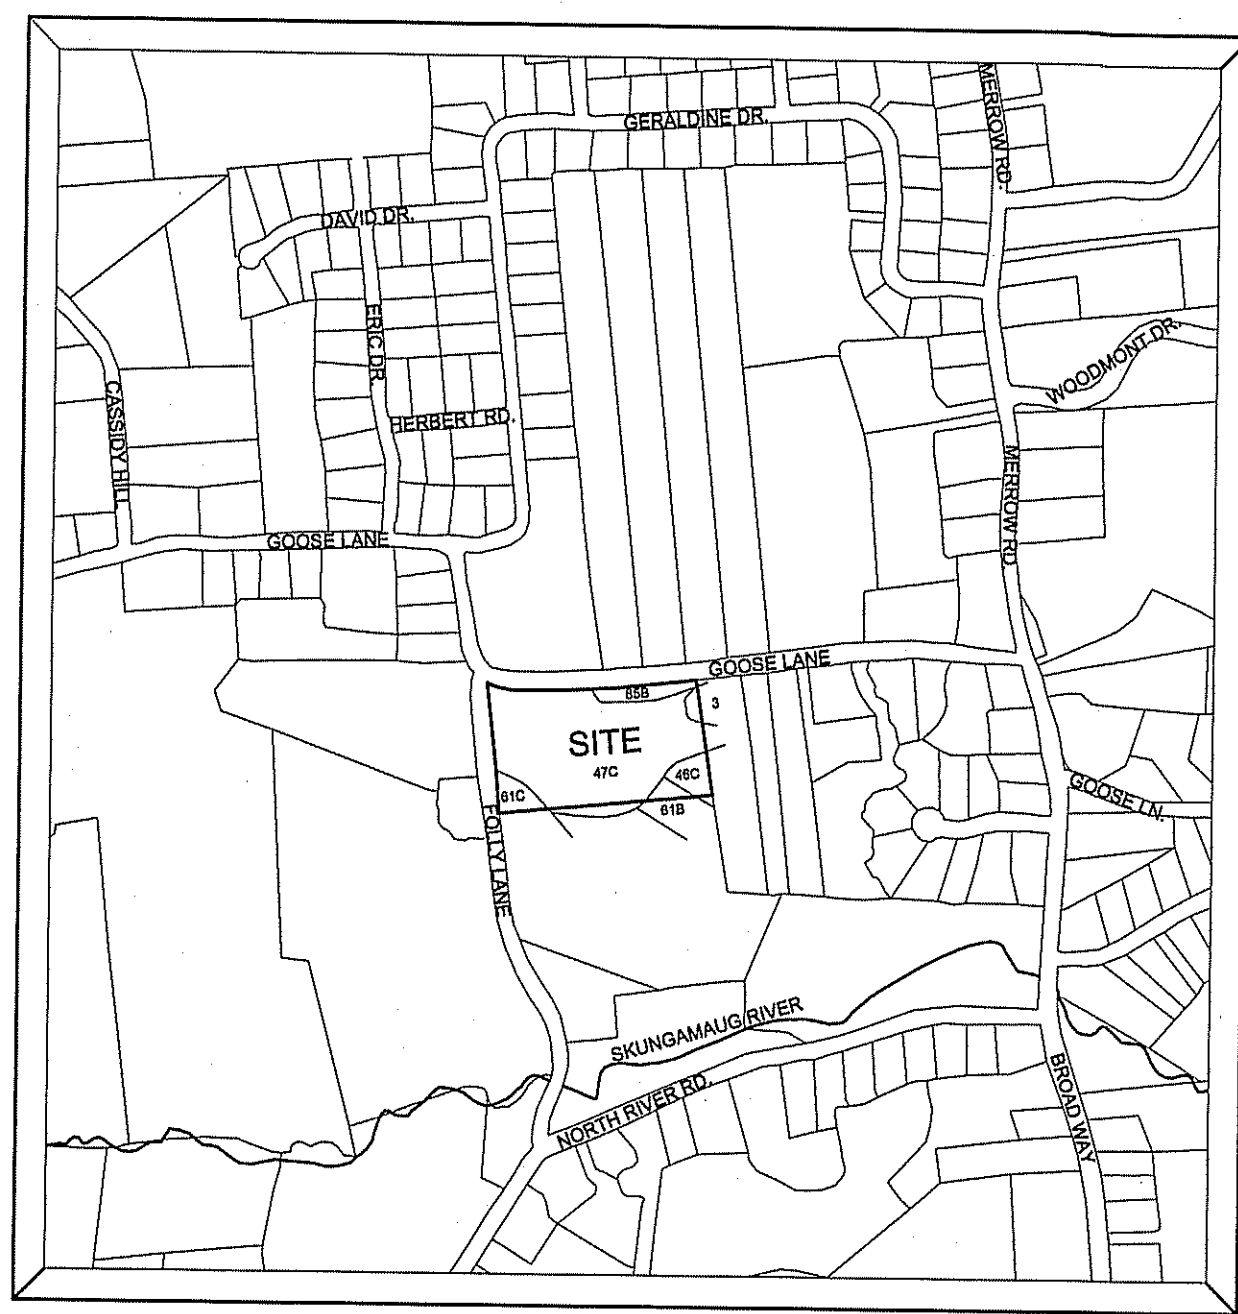 GERALDINE DR.
MERROW RD.
DAVID DR.
ERIC DR
HERBERT RD.
WOODMONT DR.
CASSIDY HILL
MERROW RD.
GOOSE LANE
GOOSE LANE
85B
3
SITE
47C
46C
61C
61B
GOOSE LN.
FOLLY LANE
SKUNGAMAUG RIVER
NORTH RIVER RD.
BROAD WAY